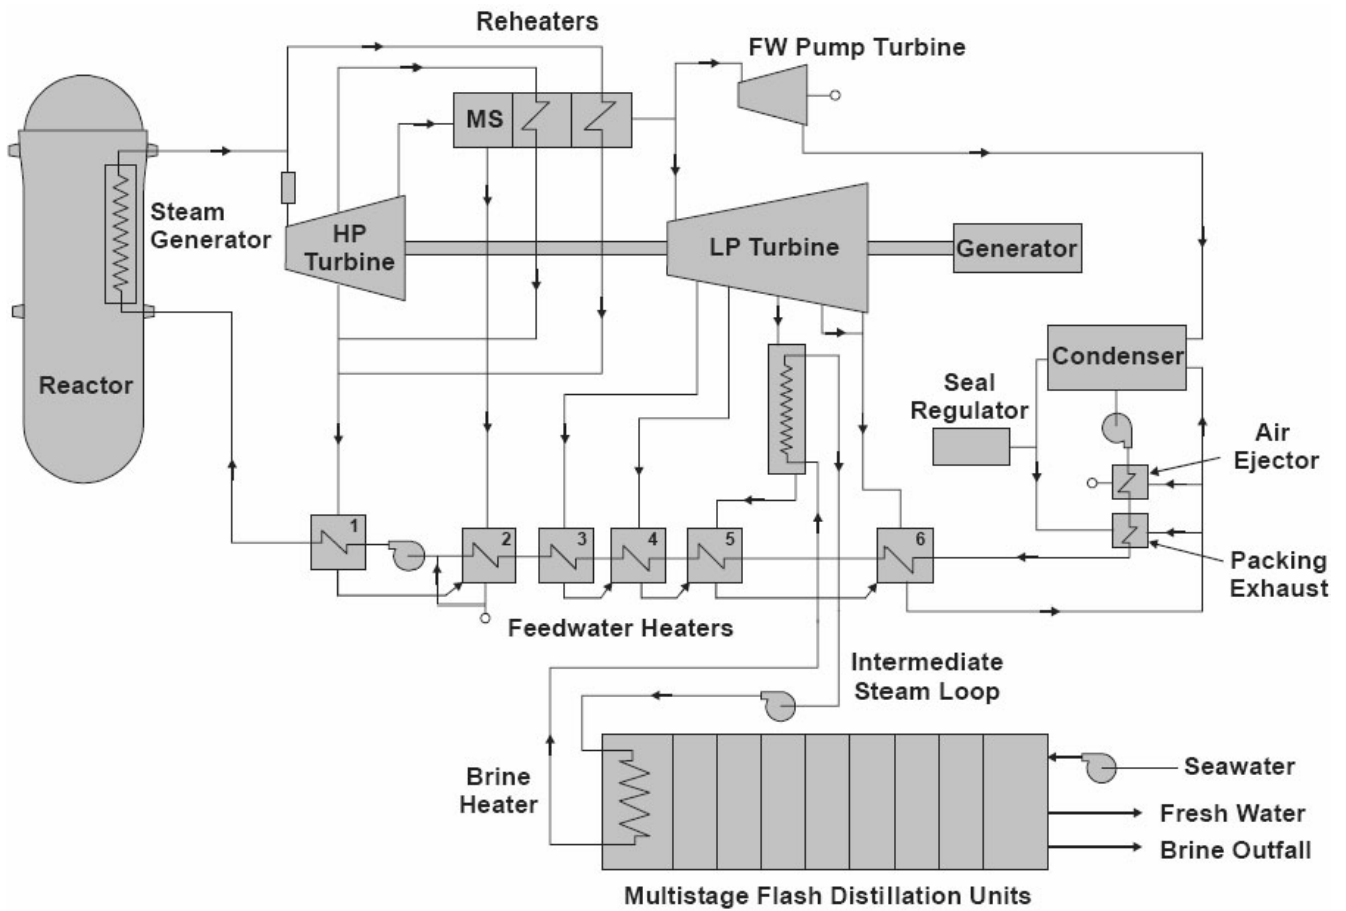 Reheaters
FW Pump Turbine
MS
Steam
Generator
HP
Turbine
LP Turbine
Generator
Reactor
Condenser
Seal
Regulator
Air
Ejector
1
2
3
4
5
6
Packing
Exhaust
Feedwater Heaters
Intermediate
Steam Loop
Brine
Heater
Seawater
Fresh Water
Brine Outfall
Multistage Flash Distillation Units